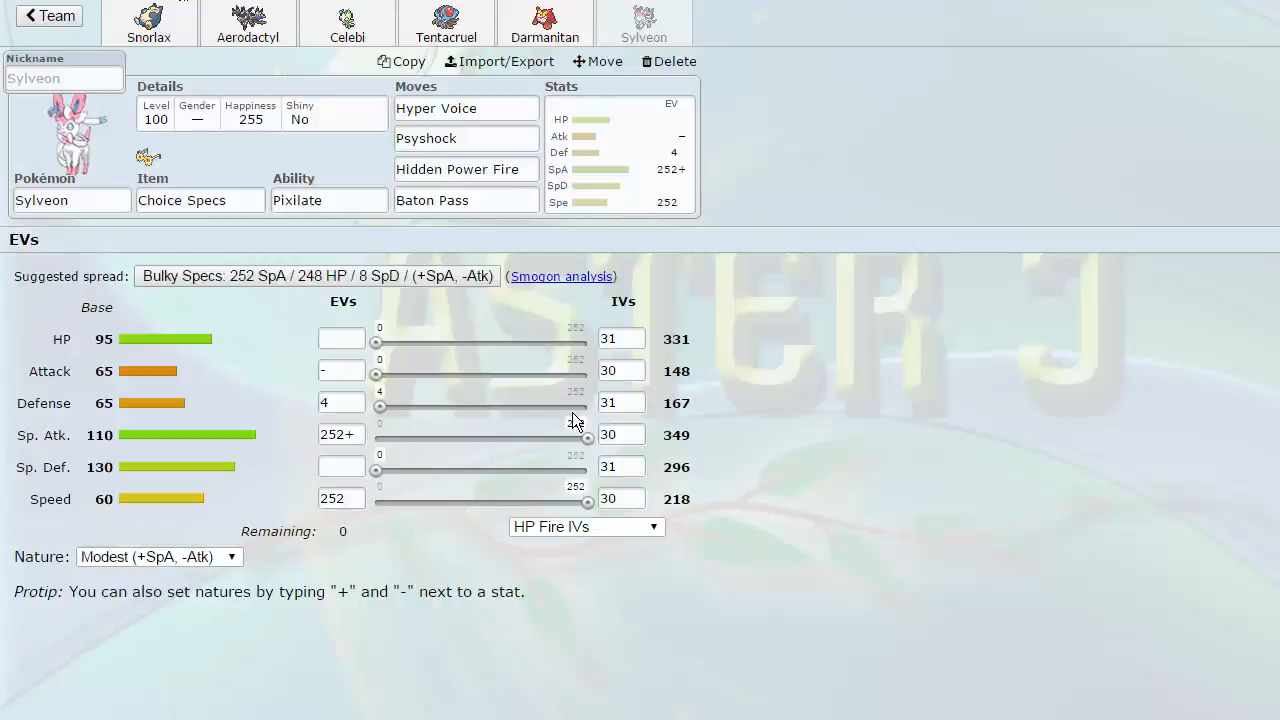 Team
Snorlax Aerodactyl Celebi Tentacruel Darmanitan Sylveon
Nickname
Sylveon
Copy Import/Export Move Delete
Details Moves Stats
Level Gender Happiness Shiny
100 — 255 No
Pokémon Item Ability
Sylveon Choice Specs Pixilate
Hyper Voice
Psyshock
Hidden Power Fire
Baton Pass
EV
HP
Atk –
Def 4
SpA 252+
SpD
Spe 252
EVs
Suggested spread: Bulky Specs: 252 SpA / 248 HP / 8 SpD / (+SpA, -Atk) (Smogon analysis)
Base EVs IVs
HP 95 0 252 31 331
Attack 65 - 0 252 30 148
Defense 65 4 4 252 31 167
Sp. Atk. 110 252+ 0 30 349
Sp. Def. 130 0 252 31 296
Speed 60 252 0 252 30 218
Remaining: 0 HP Fire IVs
Nature: Modest (+SpA, -Atk)
Protip: You can also set natures by typing "+" and "-" next to a stat.
ASTER J